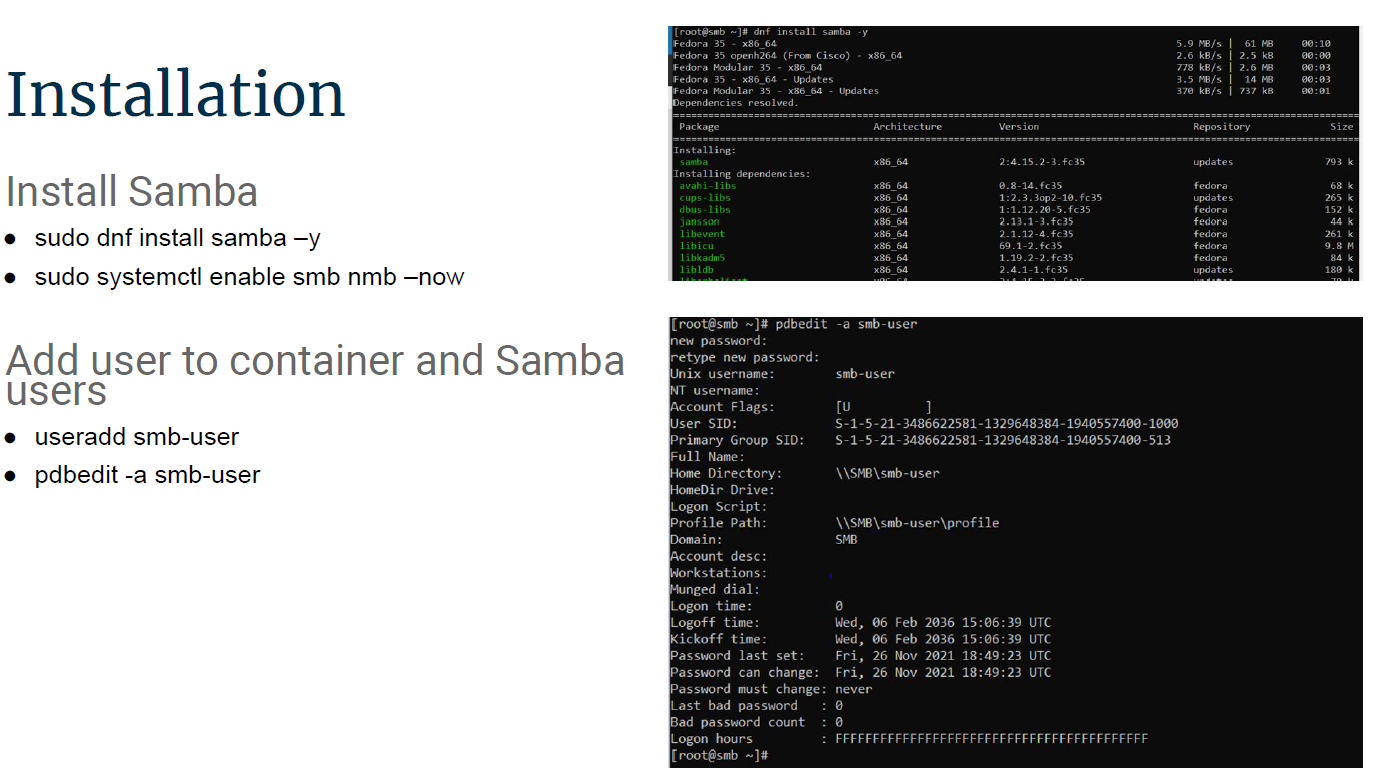 Installation
Install Samba
● sudo dnf install samba –y
● sudo systemctl enable smb nmb –now
Add user to container and Samba
users
● useradd smb-user
● pdbedit -a smb-user
[root@smb ~]# dnf install samba -y
Fedora 35 - x86_64 5.9 MB/s | 61 MB 00:10
Fedora 35 openh264 (From Cisco) - x86_64 2.6 kB/s | 2.5 kB 00:00
Fedora Modular 35 - x86_64 778 kB/s | 2.6 MB 00:03
Fedora 35 - x86_64 - Updates 3.5 MB/s | 14 MB 00:03
Fedora Modular 35 - x86_64 - Updates 370 kB/s | 737 kB 00:01
Dependencies resolved.
Package Architecture Version Repository Size
Installing:
samba x86_64 2:4.15.2-3.fc35 updates 793 k
Installing dependencies:
avahi-libs x86_64 0.8-14.fc35 fedora 68 k
cups-libs x86_64 1:2.3.3op2-10.fc35 updates 265 k
dbus-libs x86_64 1:1.12.20-5.fc35 fedora 152 k
jansson x86_64 2.13.1-3.fc35 fedora 44 k
libevent x86_64 2.1.12-4.fc35 fedora 261 k
libicu x86_64 69.1-2.fc35 fedora 9.8 M
libkadm5 x86_64 1.19.2-2.fc35 fedora 84 k
libldb x86_64 2.4.1-1.fc35 updates 180 k
[root@smb ~]# pdbedit -a smb-user
new password:
retype new password:
Unix username: smb-user
NT username:
Account Flags: [U ]
User SID: S-1-5-21-3486622581-1329648384-1940557400-1000
Primary Group SID: S-1-5-21-3486622581-1329648384-1940557400-513
Full Name:
Home Directory: \\SMB\smb-user
HomeDir Drive:
Logon Script:
Profile Path: \\SMB\smb-user\profile
Domain: SMB
Account desc:
Workstations:
Munged dial:
Logon time: 0
Logoff time: Wed, 06 Feb 2036 15:06:39 UTC
Kickoff time: Wed, 06 Feb 2036 15:06:39 UTC
Password last set: Fri, 26 Nov 2021 18:49:23 UTC
Password can change: Fri, 26 Nov 2021 18:49:23 UTC
Password must change: never
Last bad password : 0
Bad password count : 0
Logon hours : FFFFFFFFFFFFFFFFFFFFFFFFFFFFFFFFFFFFFFFFFF
[root@smb ~]#